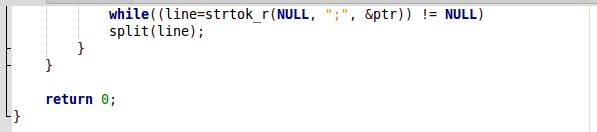 while((line=strtok_r(NULL, ";", &ptr)) != NULL)
split(line);
}
}
return 0;
}